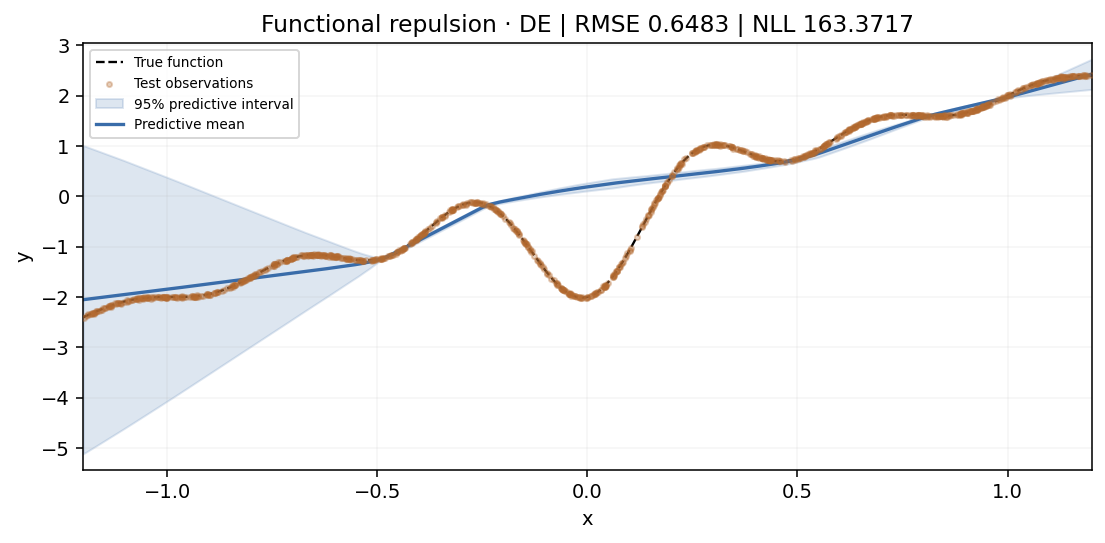 Functional repulsion · DE | RMSE 0.6483 | NLL 163.3717
True function
Test observations
95% predictive interval
Predictive mean
3
2
1
0
−1
−2
−3
−4
−5
y
−1.0 −0.5 0.0 0.5 1.0
x